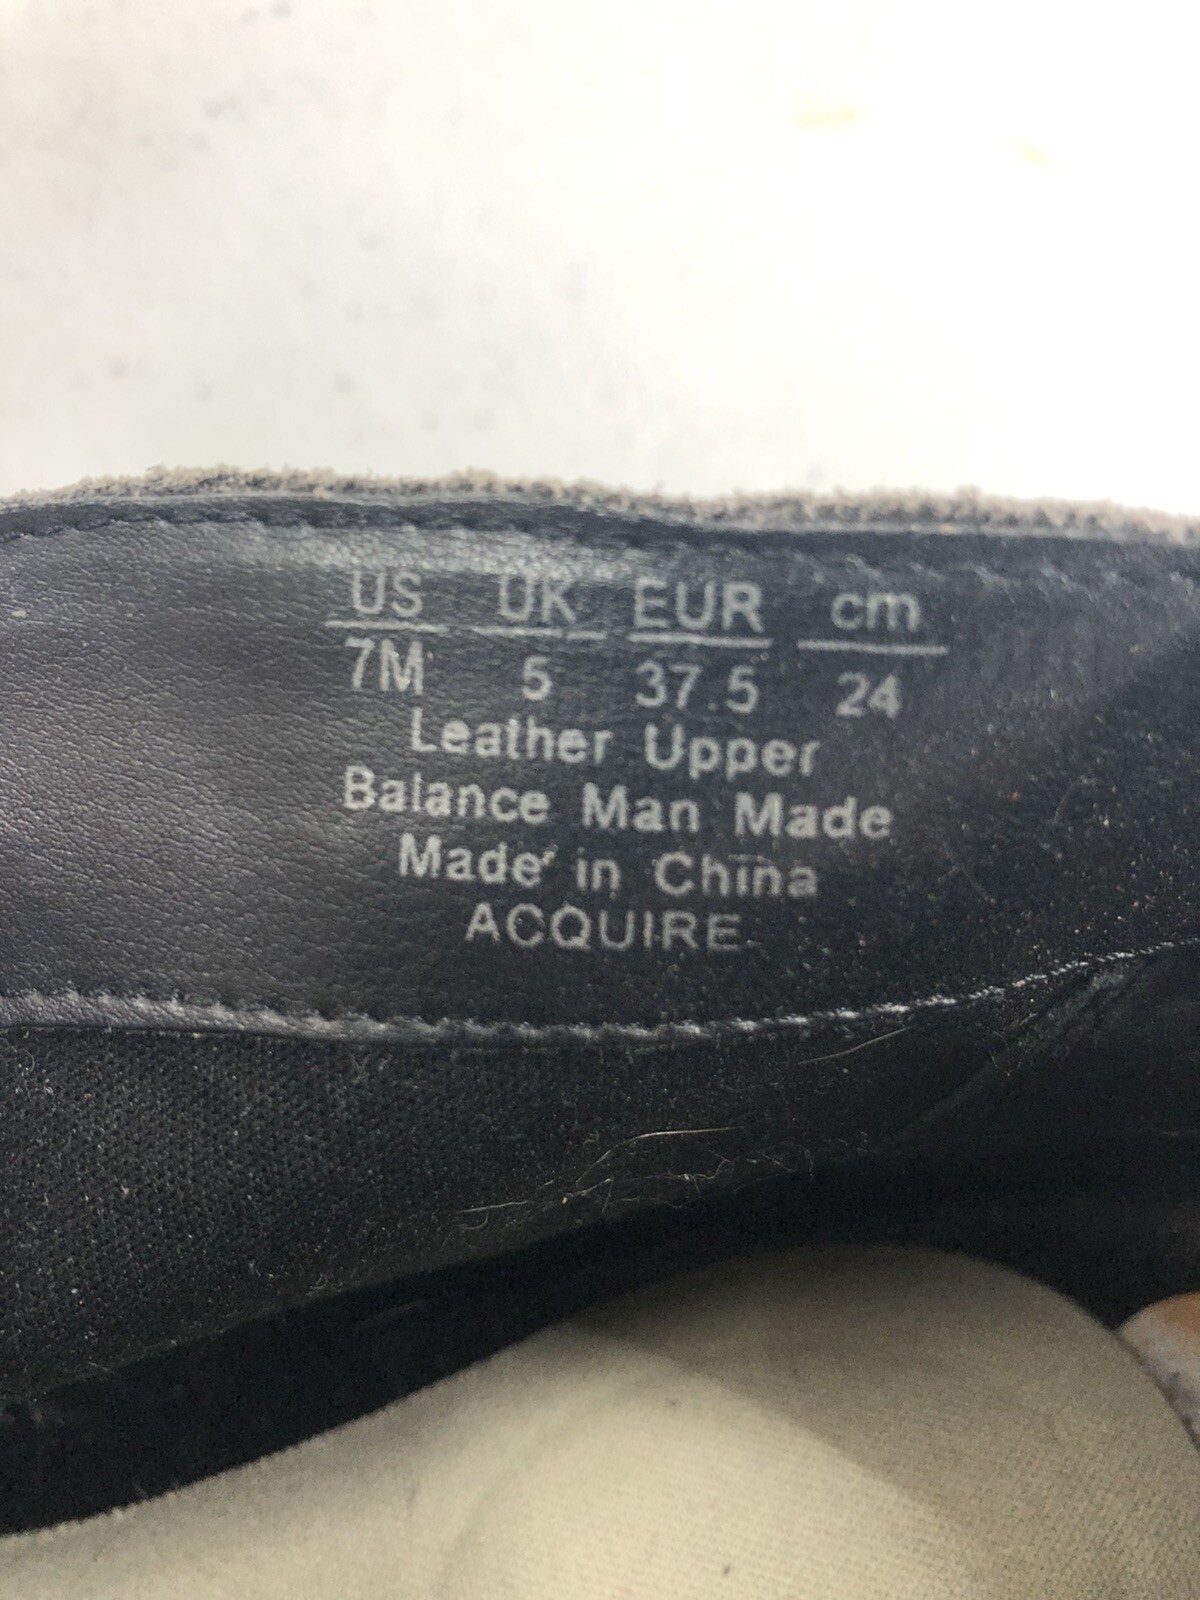 US UK EUR cm
7M 5 37.5 24
Leather Upper
Balance Man Made
Made in China
ACQUIRE